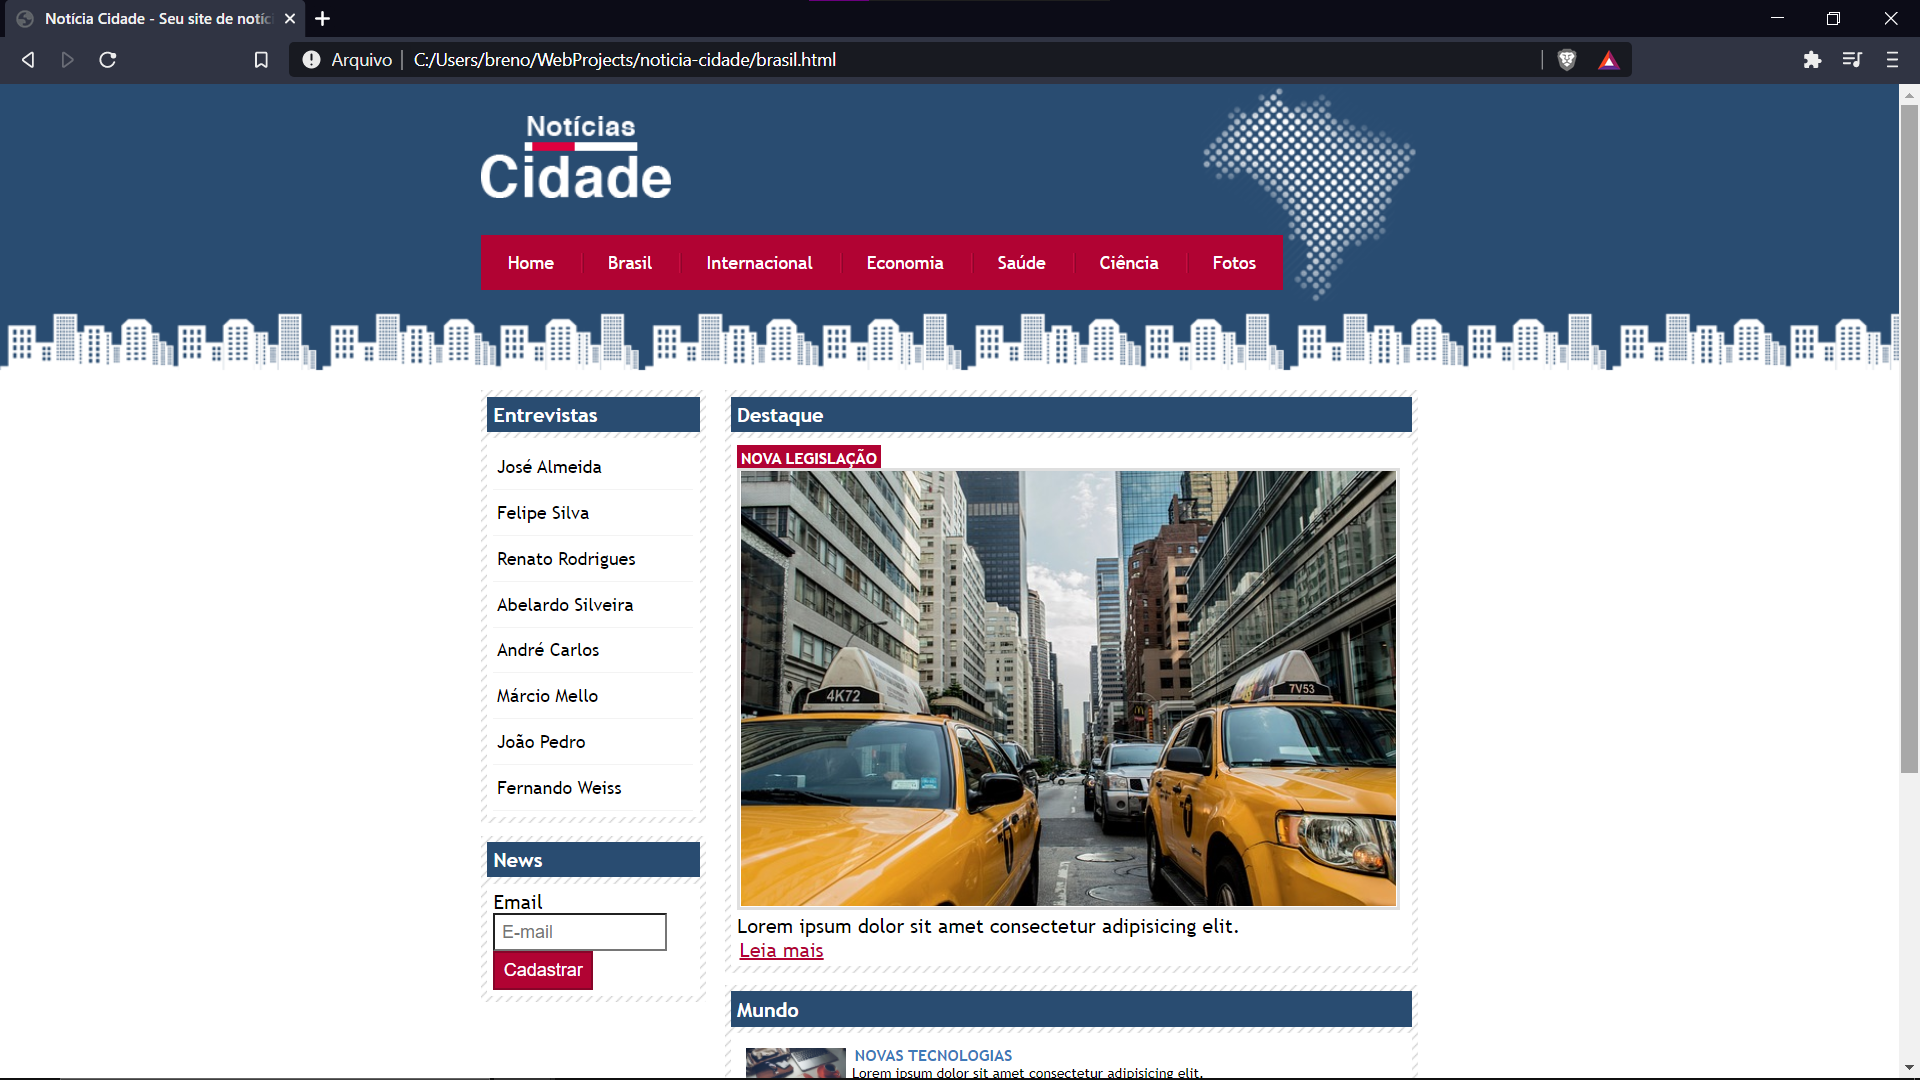 Notícia Cidade - Seu site de notíc
Arquivo
C:/Users/breno/WebProjects/noticia-cidade/brasil.html
Notícias
Cidade
Home Brasil Internacional Economia Saúde Ciência Fotos
Entrevistas
José Almeida
Felipe Silva
Renato Rodrigues
Abelardo Silveira
André Carlos
Márcio Mello
João Pedro
Fernando Weiss
News
Email
E-mail
Cadastrar
Destaque
NOVA LEGISLAÇÃO
4K72
7V53
Lorem ipsum dolor sit amet consectetur adipisicing elit.
Leia mais
Mundo
NOVAS TECNOLOGIAS
Lorem ipsum dolor sit amet consectetur adipisicing elit.